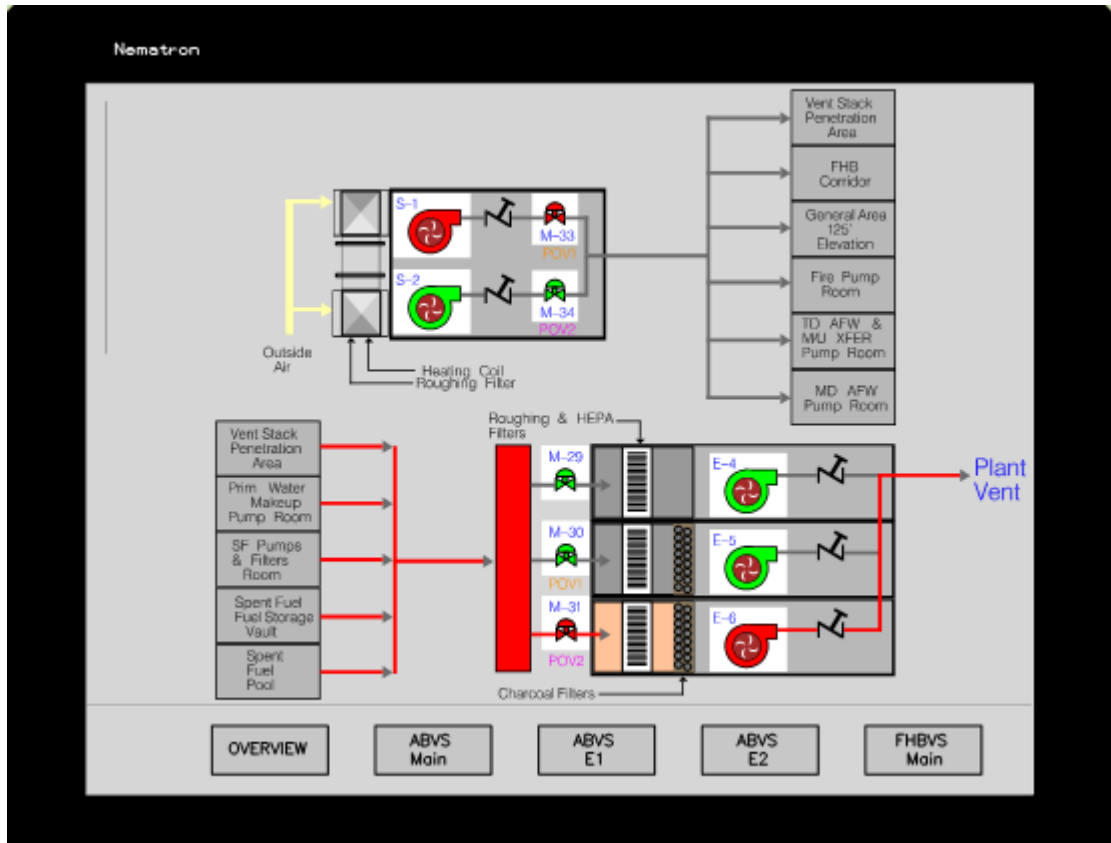 Nematron
Vent Stack
Penetration
Area
FHB
Corridor
General Area
125'
Elevation
Fire Pump
Room
TD AFW &
M/U XFER
Pump Room
MD AFW
Pump Room
S-1
M-33
POV1
S-2
M-34
POV2
Outside
Air
Heating Coil
Roughing Filter
Roughing & HEPA
Filters
Vent Stack
Penetration
Area
Prim Water
Makeup
Pump Room
SF Pumps
& Filters
Room
Spent Fuel
Fuel Storage
Vault
Spent
Fuel
Pool
M-29
E-4
M-30
POV1
E-5
M-31
POV2
E-6
Plant
Vent
Charcoal Filters
OVERVIEW
ABVS
Main
ABVS
E1
ABVS
E2
FHBVS
Main